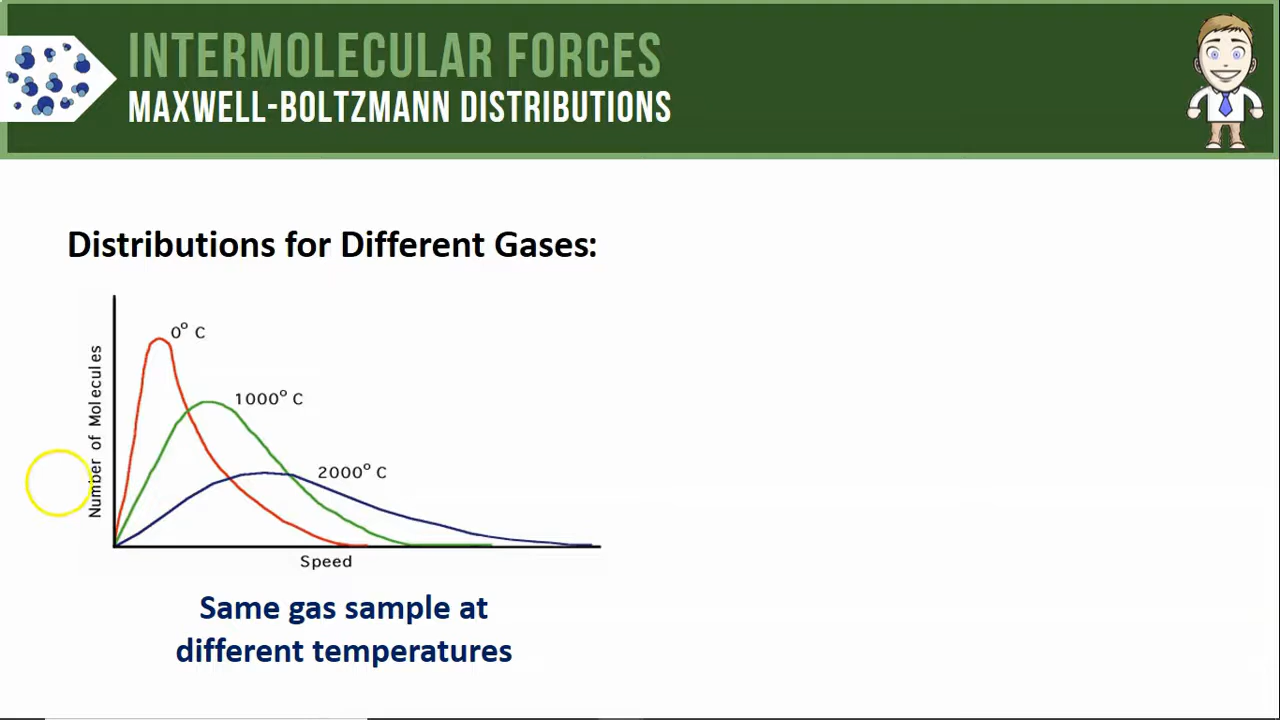 INTERMOLECULAR FORCES
MAXWELL-BOLTZMANN DISTRIBUTIONS
Distributions for Different Gases:
Number of Molecules
0° C
1000° C
2000° C
Speed
Same gas sample at
different temperatures